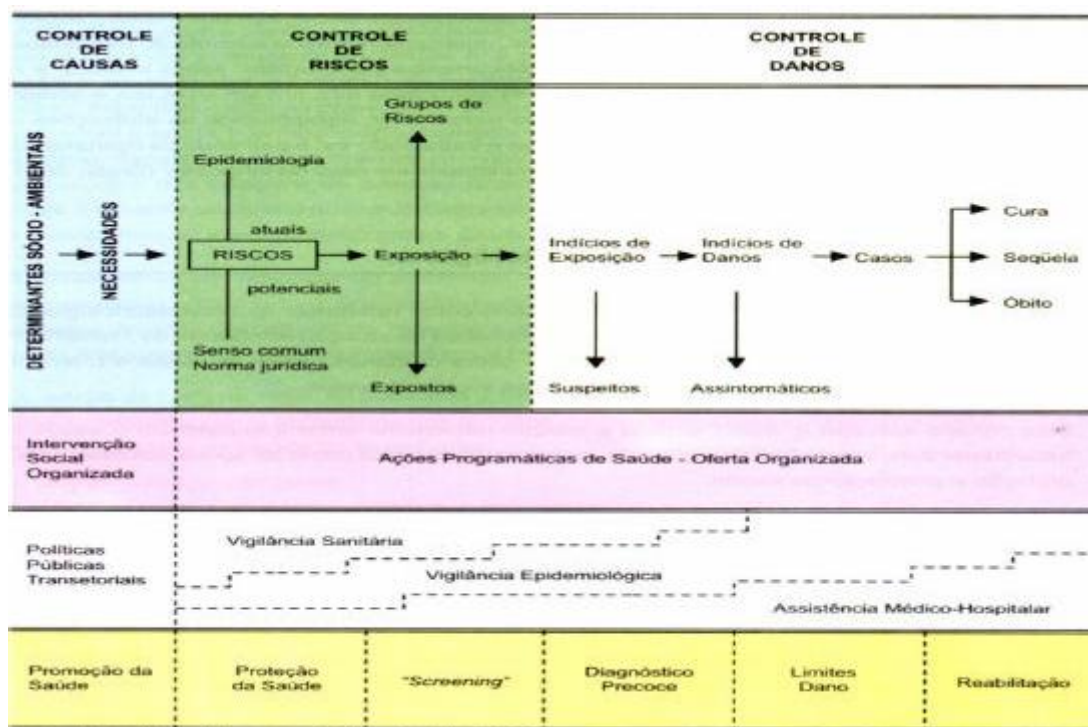 CONTROLE
DE
CAUSAS
CONTROLE
DE
RISCOS
CONTROLE
DE
DANOS
DETERMINANTES SÓCIO - AMBIENTAIS
NECESSIDADES
Grupos de
Riscos
Epidemiologia
atuais
RISCOS
Exposição
potenciais
Senso comum
Norma jurídica
Expostos
Indícios de
Exposição
Indícios de
Danos
Casos
Cura
Seqüela
Óbito
Suspeitos
Assintomáticos
Intervenção
Social
Organizada
Ações Programáticas de Saúde - Oferta Organizada
Políticas
Públicas
Transetoriais
Vigilância Sanitária
Vigilância Epidemiológica
Assistência Médico-Hospitalar
Promoção da
Saúde
Proteção
da Saúde
"Screening"
Diagnóstico
Precoce
Limites
Dano
Reabilitação